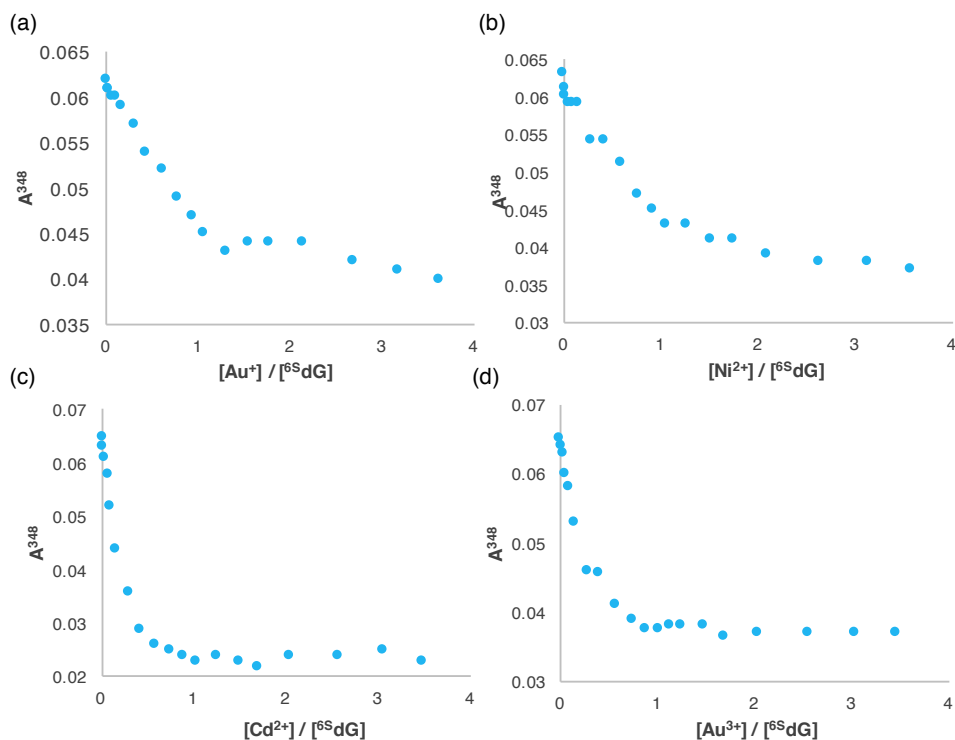 (a)
0.065
0.06
0.055
0.05
0.045
0.04
0.035
A³⁴⁸
0 1 2 3 4
[Au⁺] / [⁶ˢdG]
(b)
0.065
0.06
0.055
0.05
0.045
0.04
0.035
0.03
A³⁴⁸
0 1 2 3 4
[Ni²⁺] / [⁶ˢdG]
(c)
0.07
0.06
0.05
0.04
0.03
0.02
A³⁴⁸
0 1 2 3 4
[Cd²⁺] / [⁶ˢdG]
(d)
0.07
0.06
0.05
0.04
0.03
A³⁴⁸
0 1 2 3 4
[Au³⁺] / [⁶ˢdG]